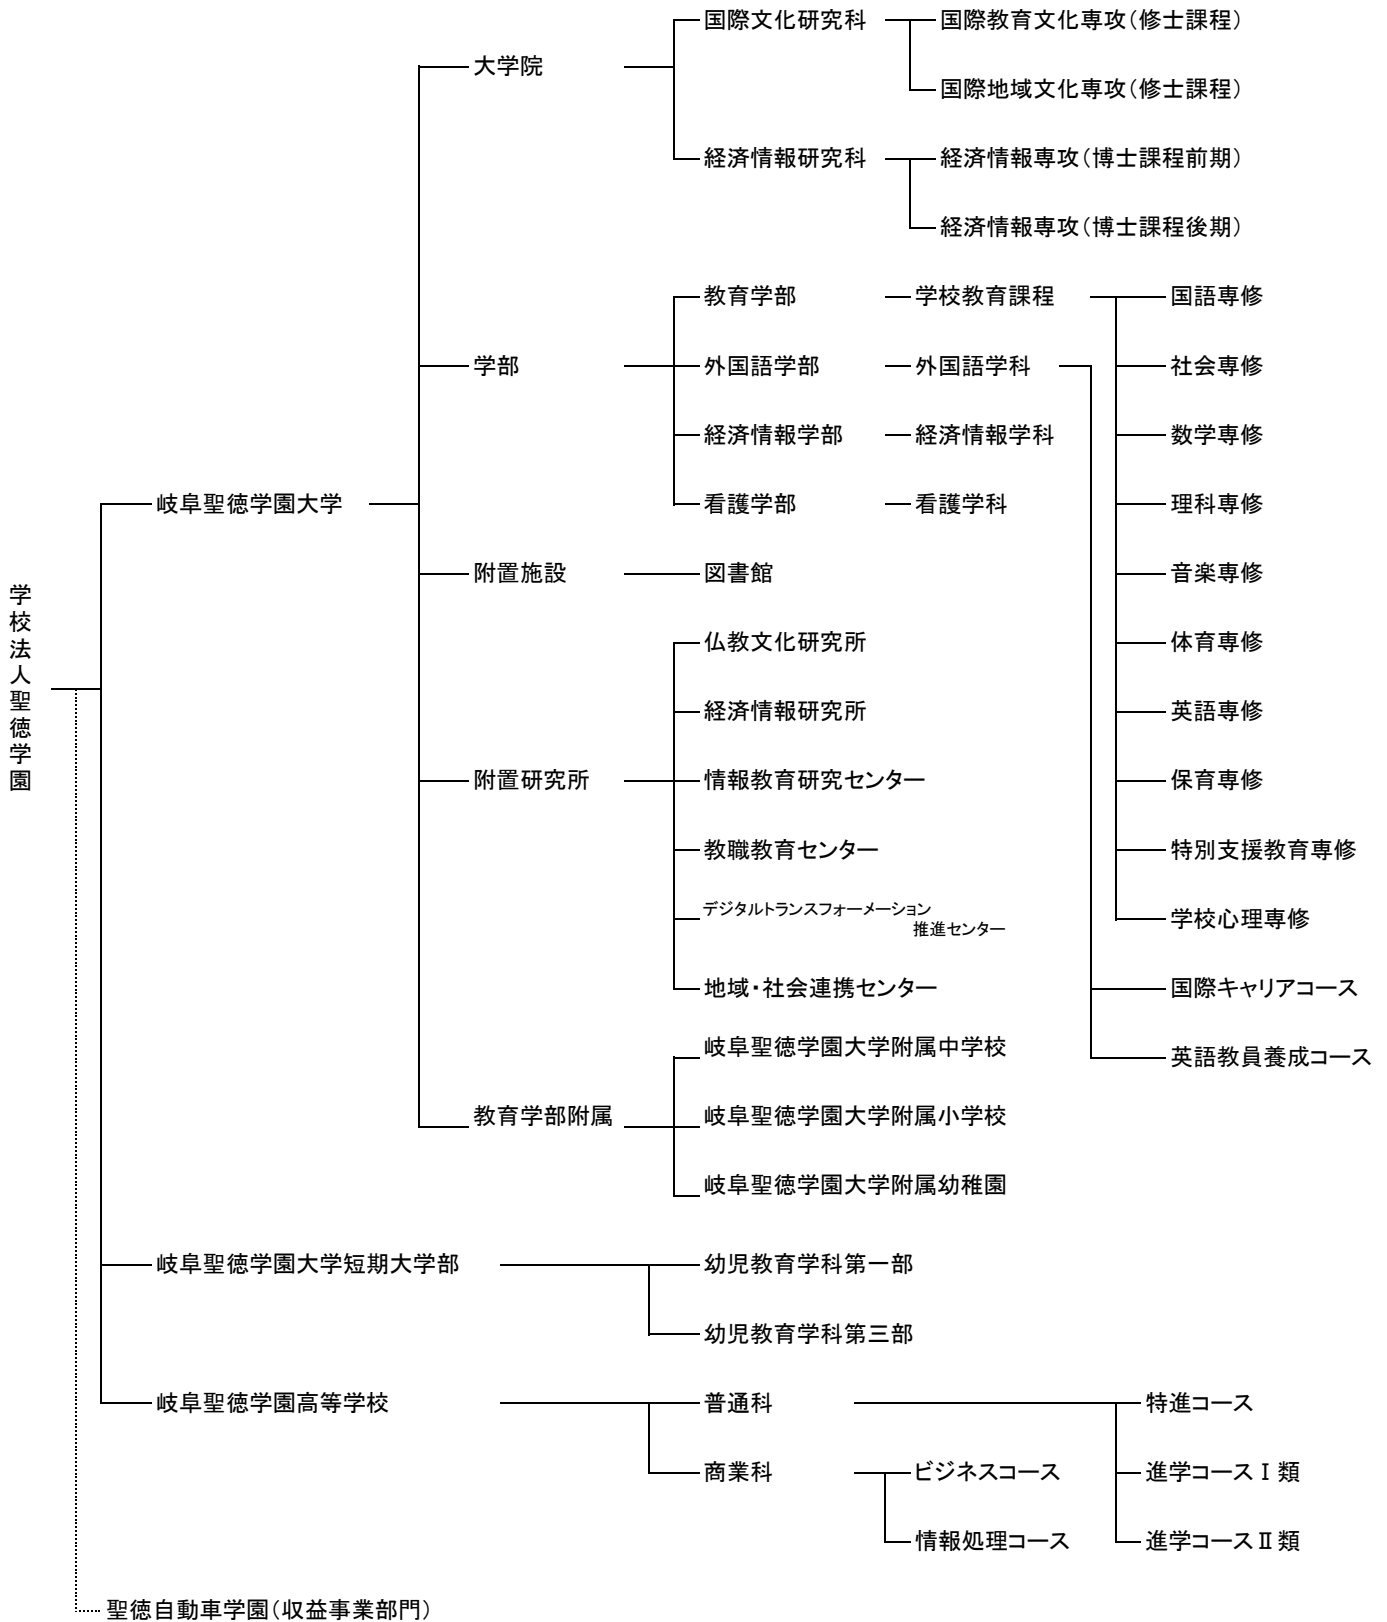 国際文化研究科
国際教育文化専攻（修士課程）
大学院
国際地域文化専攻（修士課程）
経済情報研究科
経済情報専攻（博士課程前期）
経済情報専攻（博士課程後期）
教育学部
学校教育課程
国語専修
学部
外国語学部
外国語学科
社会専修
経済情報学部
経済情報学科
数学専修
岐阜聖徳学園大学
看護学部
看護学科
理科専修
附置施設
図書館
音楽専修
学校法人聖徳学園
仏教文化研究所
体育専修
経済情報研究所
英語専修
附置研究所
情報教育研究センター
保育専修
教職教育センター
特別支援教育専修
デジタルトランスフォーメーション
推進センター
学校心理専修
地域・社会連携センター
国際キャリアコース
岐阜聖徳学園大学附属中学校
英語教員養成コース
教育学部附属
岐阜聖徳学園大学附属小学校
岐阜聖徳学園大学附属幼稚園
岐阜聖徳学園大学短期大学部
幼児教育学科第一部
幼児教育学科第三部
岐阜聖徳学園高等学校
普通科
特進コース
商業科
ビジネスコース
進学コースⅠ類
情報処理コース
進学コースⅡ類
聖徳自動車学園（収益事業部門）